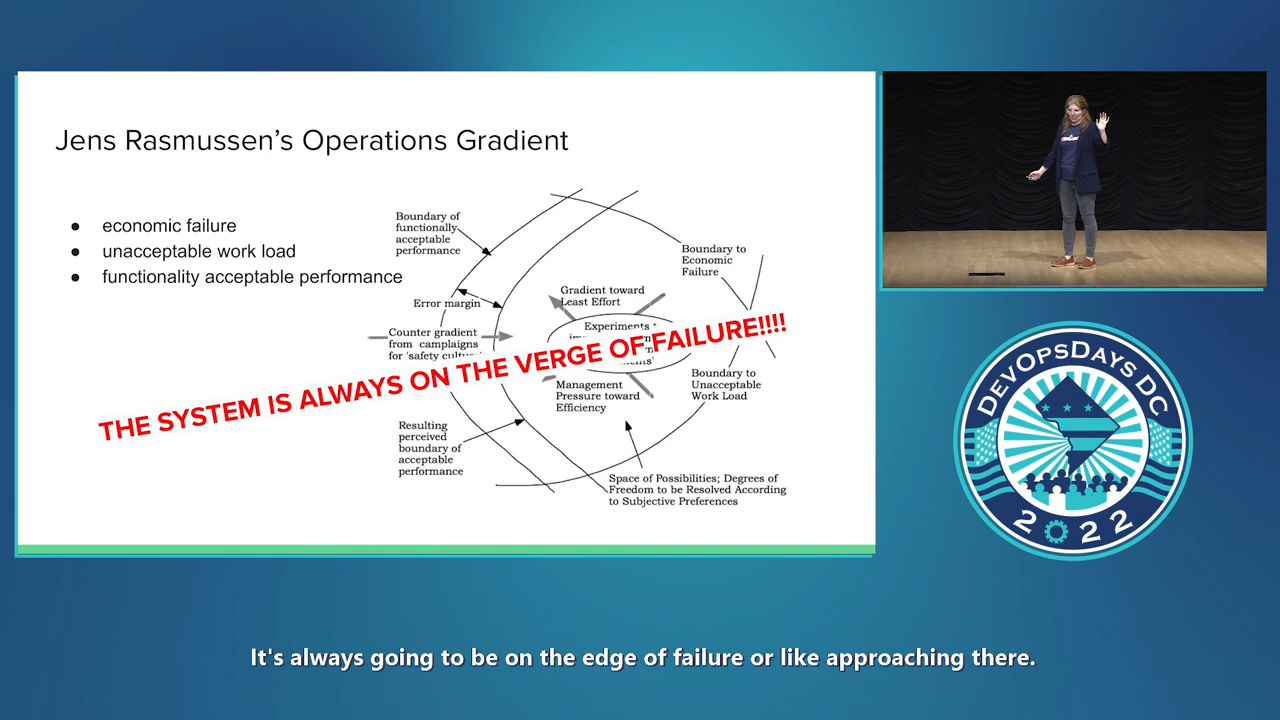 Jens Rasmussen's Operations Gradient
● economic failure
● unacceptable work load
● functionality acceptable performance
Boundary of
functionally
acceptable
performance
Boundary to
Economic
Failure
Error margin
Gradient toward
Least Effort
Counter gradient
from camplaigns
for 'safety
Experiments
THE SYSTEM IS ALWAYS ON THE VERGE OF FAILURE!!!!
Management
Pressure toward
Efficiency
Boundary to
Unacceptable
Work Load
Resulting
perceived
boundary of
acceptable
performance
Space of Possibilities; Degrees of
Freedom to be Resolved According
to Subjective Preferences
DEVOPSDAYS DC
2022
It's always going to be on the edge of failure or like approaching there.